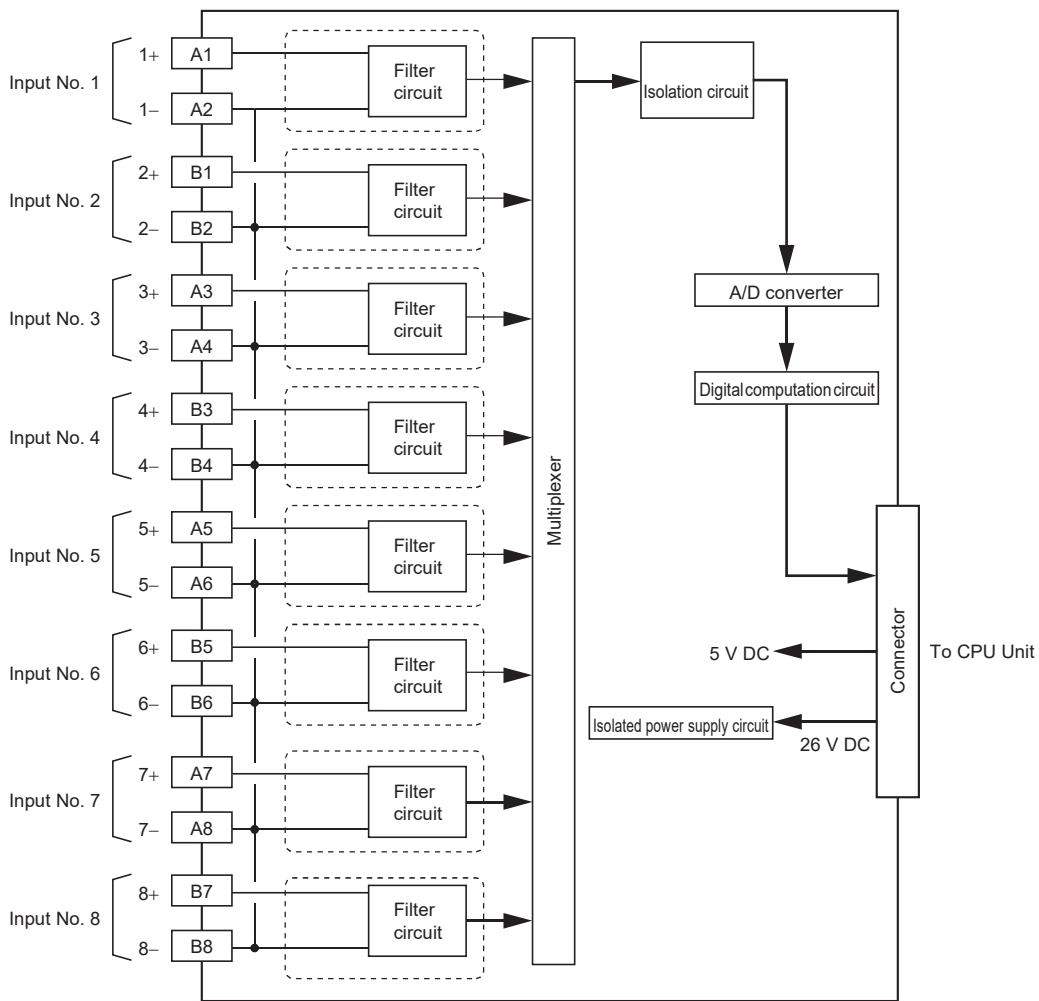 Input No. 1
1+
A1
1−
A2
Filter
circuit
Input No. 2
2+
B1
2−
B2
Filter
circuit
Input No. 3
3+
A3
3−
A4
Filter
circuit
Input No. 4
4+
B3
4−
B4
Filter
circuit
Input No. 5
5+
A5
5−
A6
Filter
circuit
Input No. 6
6+
B5
6−
B6
Filter
circuit
Input No. 7
7+
A7
7−
A8
Filter
circuit
Input No. 8
8+
B7
8−
B8
Filter
circuit
Multiplexer
Isolation circuit
A/D converter
Digital computation circuit
5 V DC
Isolated power supply circuit
26 V DC
Connector
To CPU Unit